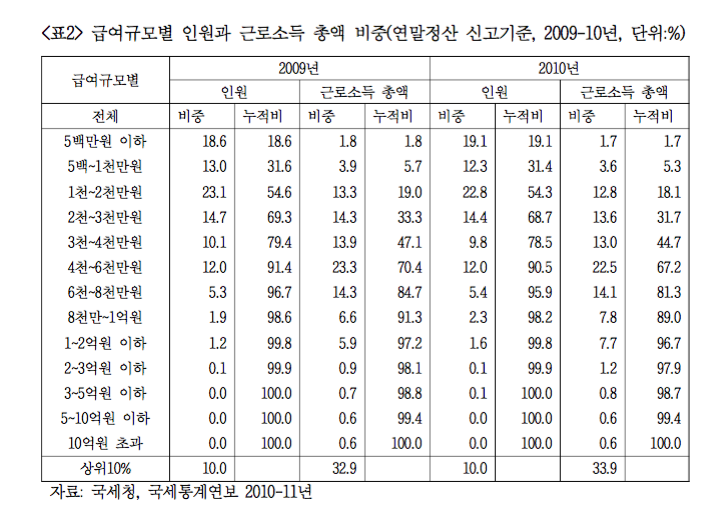 <표2> 급여규모별 인원과 근로소득 총액 비중(연말정산 신고기준, 2009-10년, 단위:%)
급여규모별 2009년 2010년
인원 근로소득 총액 인원 근로소득 총액
전체 비중 누적비 비중 누적비 비중 누적비 비중 누적비
5백만원 이하 18.6 18.6 1.8 1.8 19.1 19.1 1.7 1.7
5백~1천만원 13.0 31.6 3.9 5.7 12.3 31.4 3.6 5.3
1천~2천만원 23.1 54.6 13.3 19.0 22.8 54.3 12.8 18.1
2천~3천만원 14.7 69.3 14.3 33.3 14.4 68.7 13.6 31.7
3천~4천만원 10.1 79.4 13.9 47.1 9.8 78.5 13.0 44.7
4천~6천만원 12.0 91.4 23.3 70.4 12.0 90.5 22.5 67.2
6천~8천만원 5.3 96.7 14.3 84.7 5.4 95.9 14.1 81.3
8천만~1억원 1.9 98.6 6.6 91.3 2.3 98.2 7.8 89.0
1~2억원 이하 1.2 99.8 5.9 97.2 1.6 99.8 7.7 96.7
2~3억원 이하 0.1 99.9 0.9 98.1 0.1 99.9 1.2 97.9
3~5억원 이하 0.0 100.0 0.7 98.8 0.1 100.0 0.8 98.7
5~10억원 이하 0.0 100.0 0.6 99.4 0.0 100.0 0.6 99.4
10억원 초과 0.0 100.0 0.6 100.0 0.0 100.0 0.6 100.0
상위10% 10.0 32.9 10.0 33.9
자료: 국세청, 국세통계연보 2010-11년